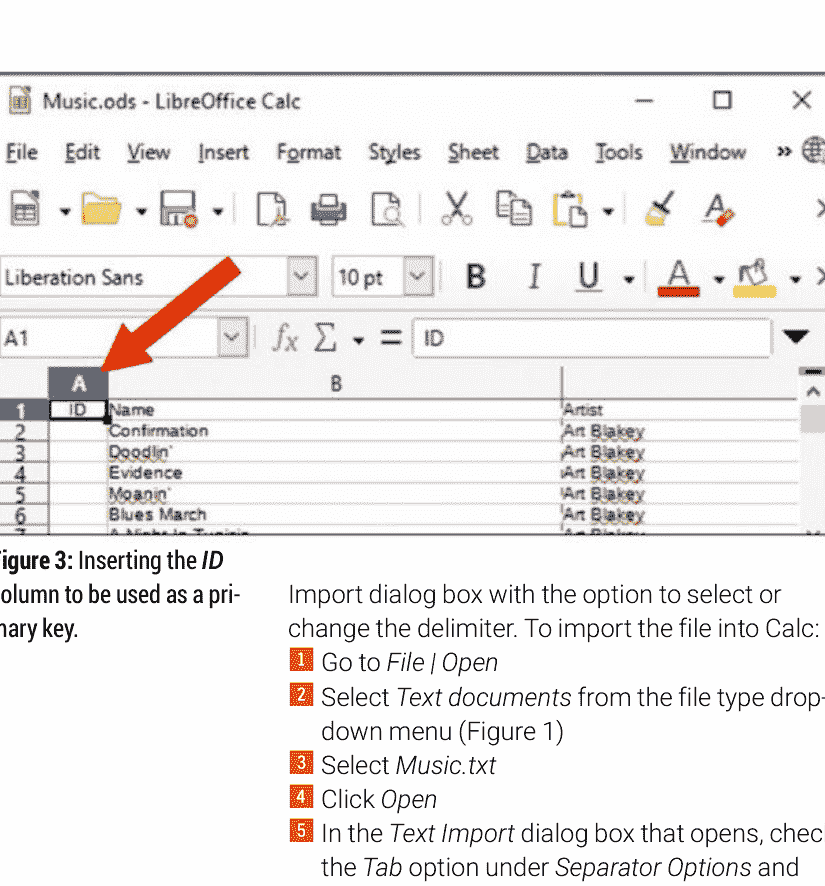 Music.ods - LibreOffice Calc
File Edit View Insert Format Styles Sheet Data Tools Window »
Liberation Sans 10 pt B I U A
A1 fx Σ = ID
A B
1 ID Name Artist
2 Confirmation Art Blakey
3 Doodlin' Art Blakey
4 Evidence Art Blakey
5 Moanin' Art Blakey
6 Blues March Art Blakey
Figure 3: Inserting the ID
column to be used as a pri-
mary key.
Import dialog box with the option to select or
change the delimiter. To import the file into Calc:
1 Go to File | Open
2 Select Text documents from the file type drop-
down menu (Figure 1)
3 Select Music.txt
4 Click Open
5 In the Text Import dialog box that opens, chec
the Tab option under Separator Options and